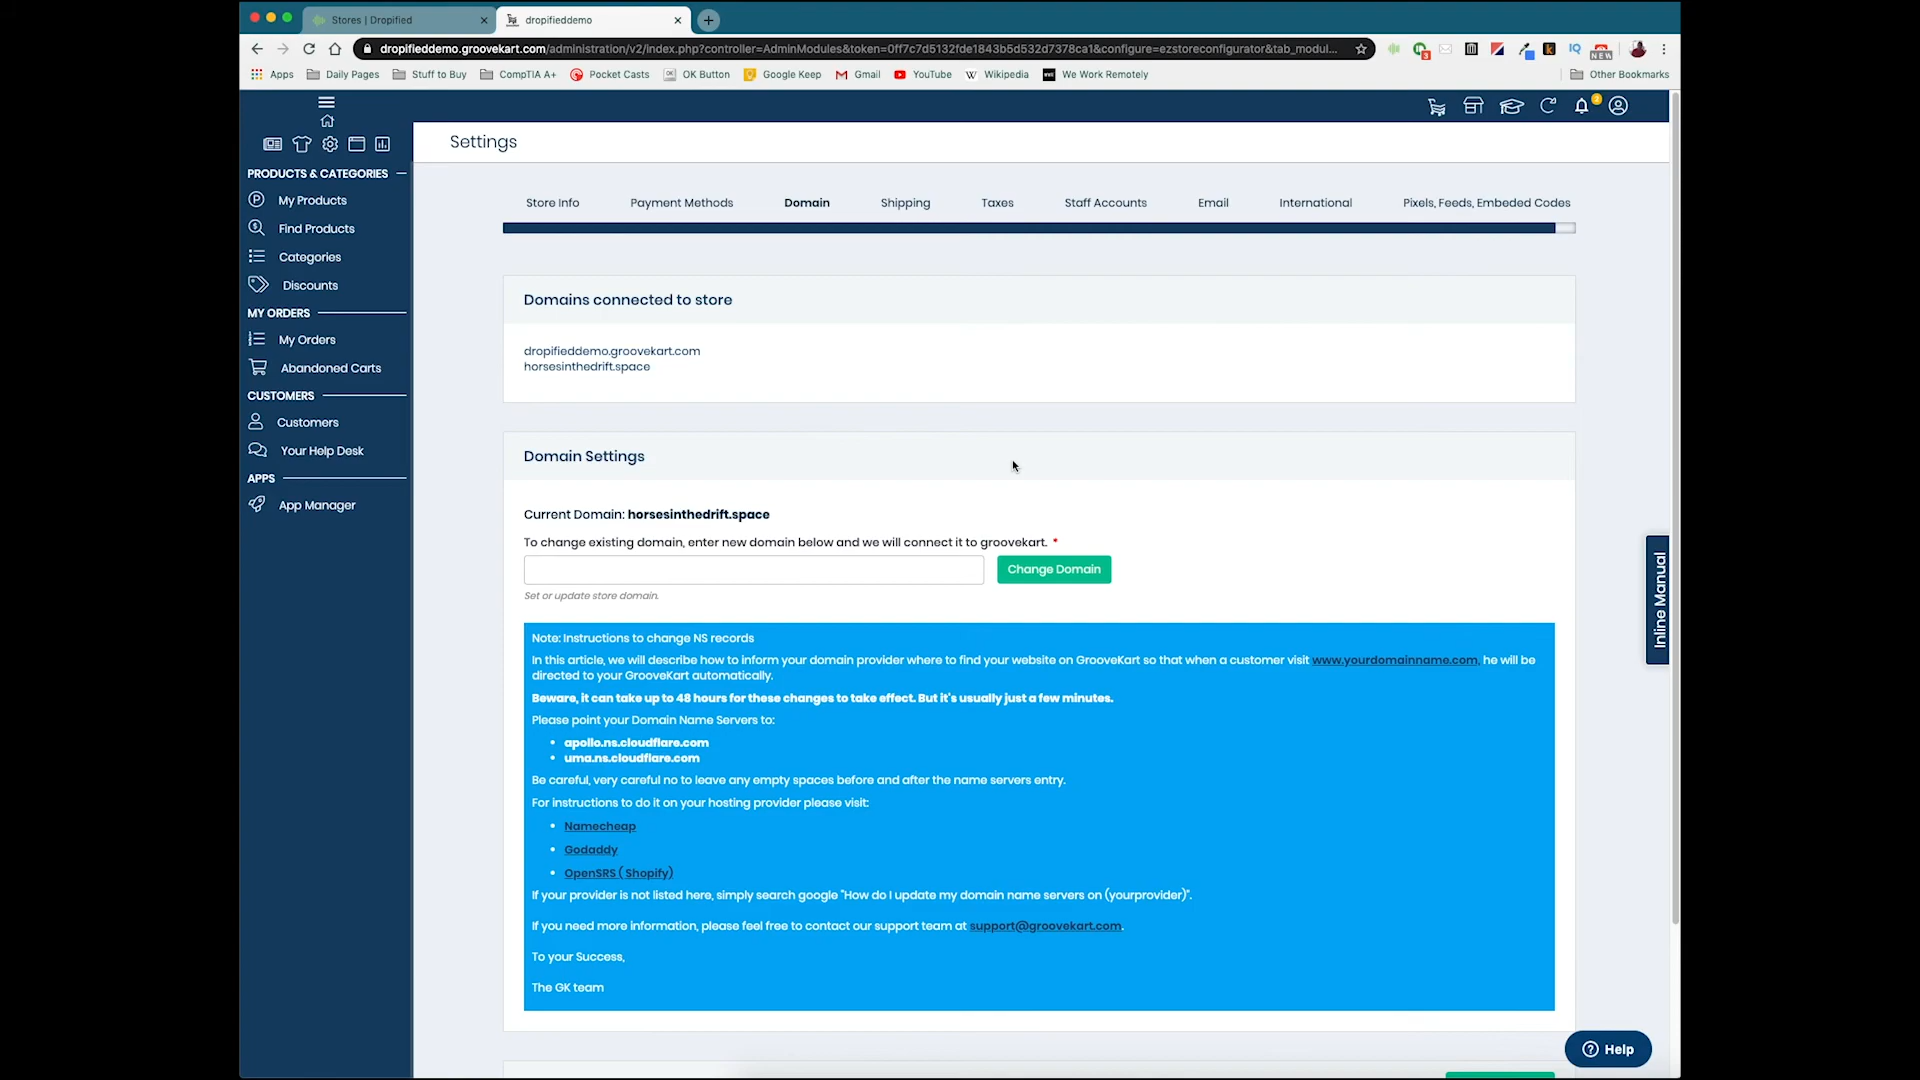 Stores | Dropified
dropifieddemo
dropifieddemo.groovekart.com/administration/v2/index.php?controller=AdminModules&token=0ff7c7d5132fde1843b5d532d7378ca1&configure=ezstoreconfigurator&tab_modul...
Apps
Daily Pages
Stuff to Buy
CompTIA A+
Pocket Casts
OK Button
Google Keep
Gmail
YouTube
Wikipedia
We Work Remotely
Other Bookmarks
Settings
PRODUCTS & CATEGORIES
My Products
Find Products
Categories
Discounts
MY ORDERS
My Orders
Abandoned Carts
CUSTOMERS
Customers
Your Help Desk
APPS
App Manager
Store Info
Payment Methods
Domain
Shipping
Taxes
Staff Accounts
Email
International
Pixels, Feeds, Embeded Codes
Domains connected to store
dropifieddemo.groovekart.com
horsesinthedrift.space
Domain Settings
Current Domain: horsesinthedrift.space
To change existing domain, enter new domain below and we will connect it to groovekart. *
Change Domain
Set or update store domain.
Note: Instructions to change NS records
In this article, we will describe how to inform your domain provider where to find your website on GrooveKart so that when a customer visit www.yourdomainname.com, he will be
directed to your GrooveKart automatically.
Beware, it can take up to 48 hours for these changes to take effect. But it's usually just a few minutes.
Please point your Domain Name Servers to:
• apollo.ns.cloudflare.com
• uma.ns.cloudflare.com
Be careful, very careful no to leave any empty spaces before and after the name servers entry.
For instructions to do it on your hosting provider please visit:
• Namecheap
• Godaddy
• OpenSRS ( Shopify)
If your provider is not listed here, simply search google "How do I update my domain name servers on (yourprovider)".
If you need more information, please feel free to contact our support team at support@groovekart.com.
To your Success,
The GK team
Inline Manual
Help